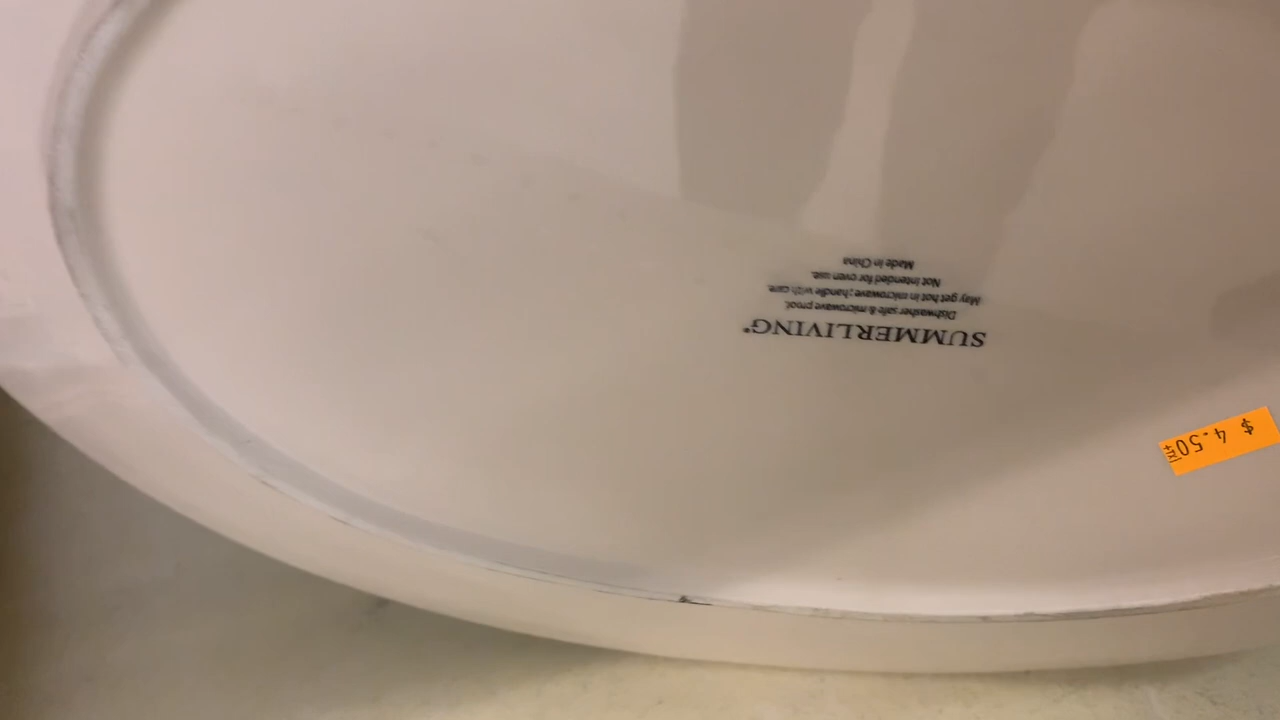 SUMMERLIVING®
Dishwasher safe & microwave proof.
May get hot in microwave; handle with care.
Not intended for oven use.
Made in China
$ 4.50